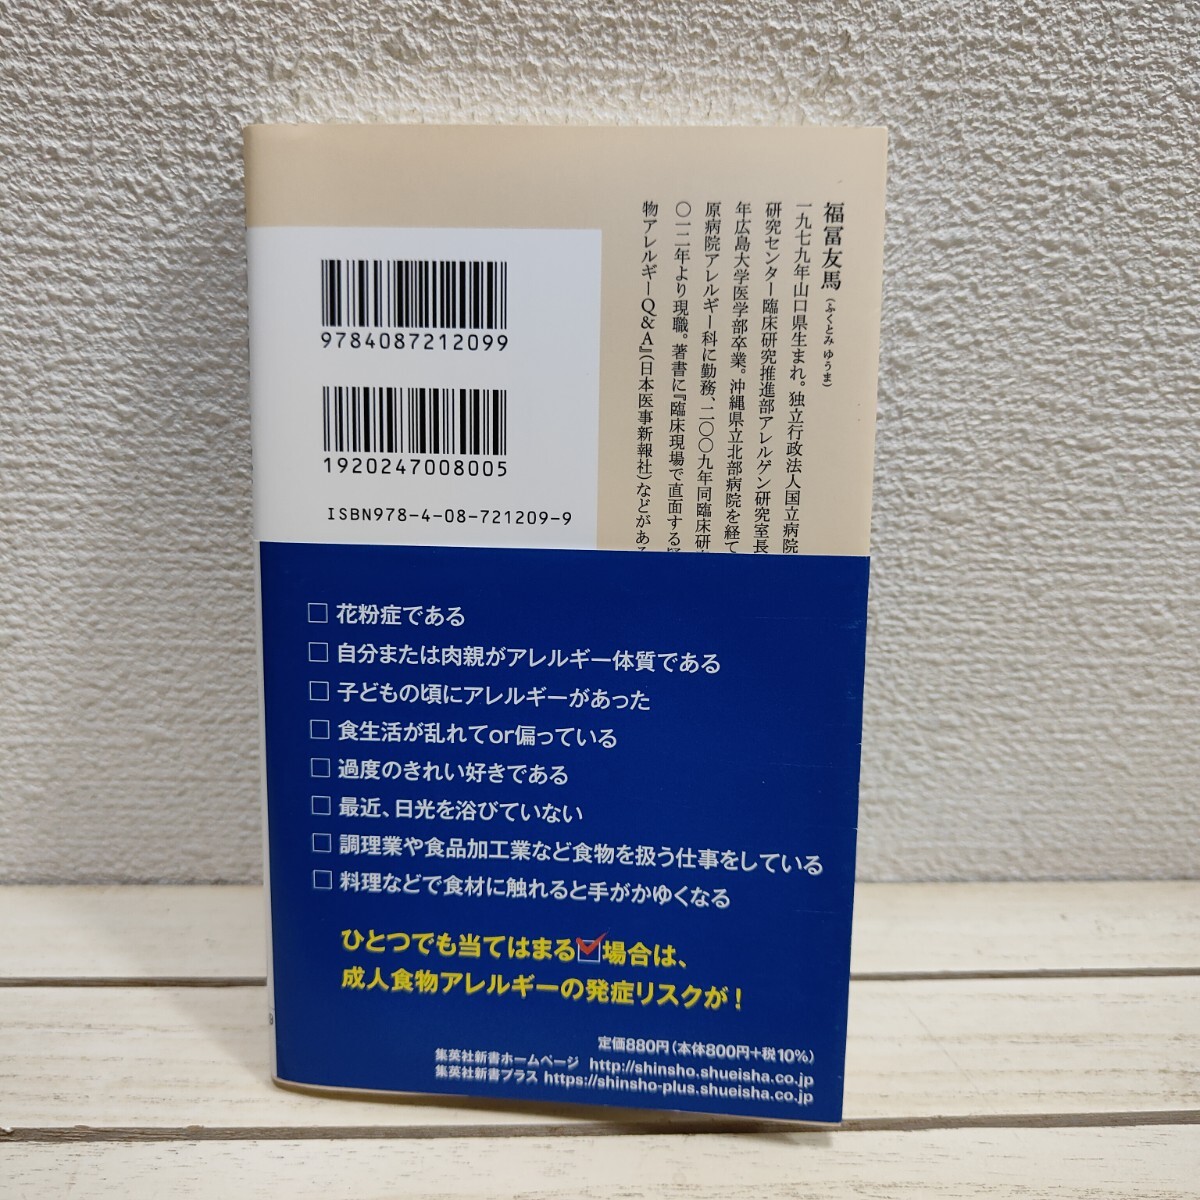 福冨友馬(ふくとみ ゆうま)
一九七九年山口県生まれ。独立行政法人国立病院
研究センター臨床研究推進部アレルゲン研究室長
年広島大学医学部卒業。沖縄県立北部病院を経て
原病院アレルギー科に勤務、二〇〇九年同臨床研
〇一二年より現職。著書に『臨床現場で直面する
物アレルギーQ&A』(日本医事新報社)などがある
9784087212099
1920247008005
ISBN978-4-08-721209-9
□ 花粉症である
□ 自分または肉親がアレルギー体質である
□ 子どもの頃にアレルギーがあった
□ 食生活が乱れてor偏っている
□ 過度のきれい好きである
□ 最近、日光を浴びていない
□ 調理業や食品加工業など食物を扱う仕事をしている
□ 料理などで食材に触れると手がかゆくなる
ひとつでも当てはまる☑場合は、
成人食物アレルギーの発症リスクが!
定価880円(本体800円+税10%)
集英社新書ホームページ http://shinsho.shueisha.co.jp
集英社新書プラス https://shinsho-plus.shueisha.co.jp